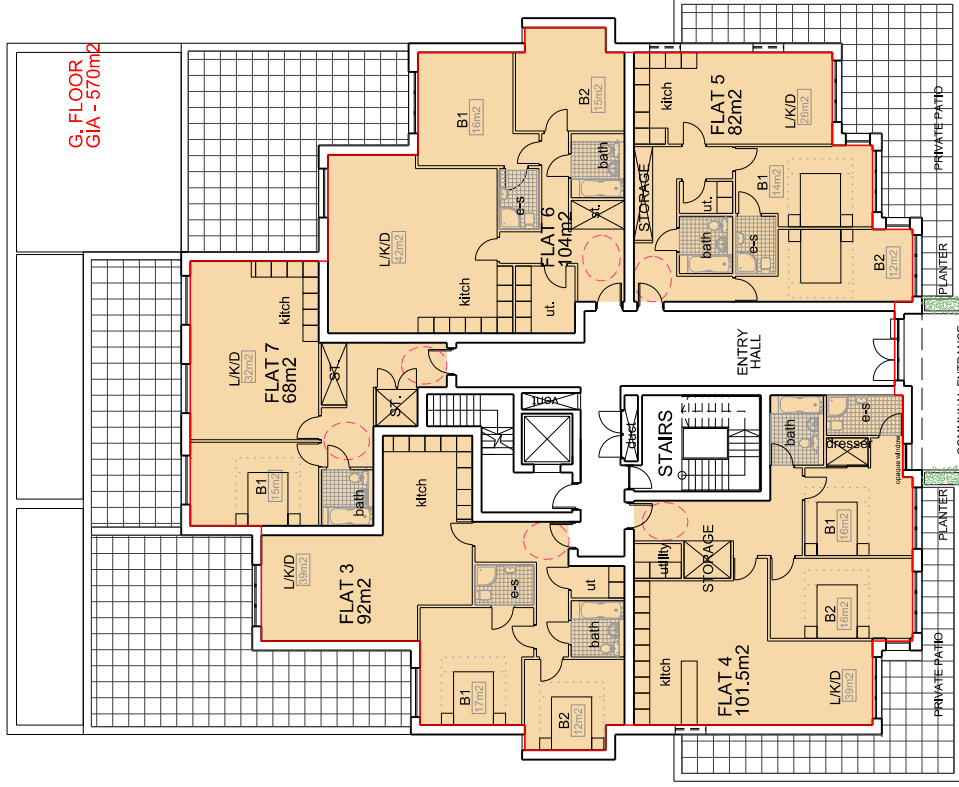 G. FLOOR
GIA - 570m2
B1
16m2
B2
15m2
kitch
FLAT 5
82m2
L/K/D
26m2
PRIVATE PATIO
L/K/D
42m2
e-s
bath
st.
FLAT 6
104m2
kitch
ut.
STORAGE
ut.
bath
e-s
B1
14m2
B2
12m2
PLANTER
L/K/D
32m2
kitch
FLAT 7
68m2
ST.
ST.
B1
15m2
bath
ENTRY
HALL
vent
duct
STAIRS
bath
e-s
dresser
opaque window
PLANTER
kitch
L/K/D
39m2
FLAT 3
92m2
e-s
ut
bath
B1
17m2
B2
12m2
utility
STORAGE
B1
16m2
B2
16m2
kitch
FLAT 4
101.5m2
L/K/D
39m2
PRIVATE PATIO